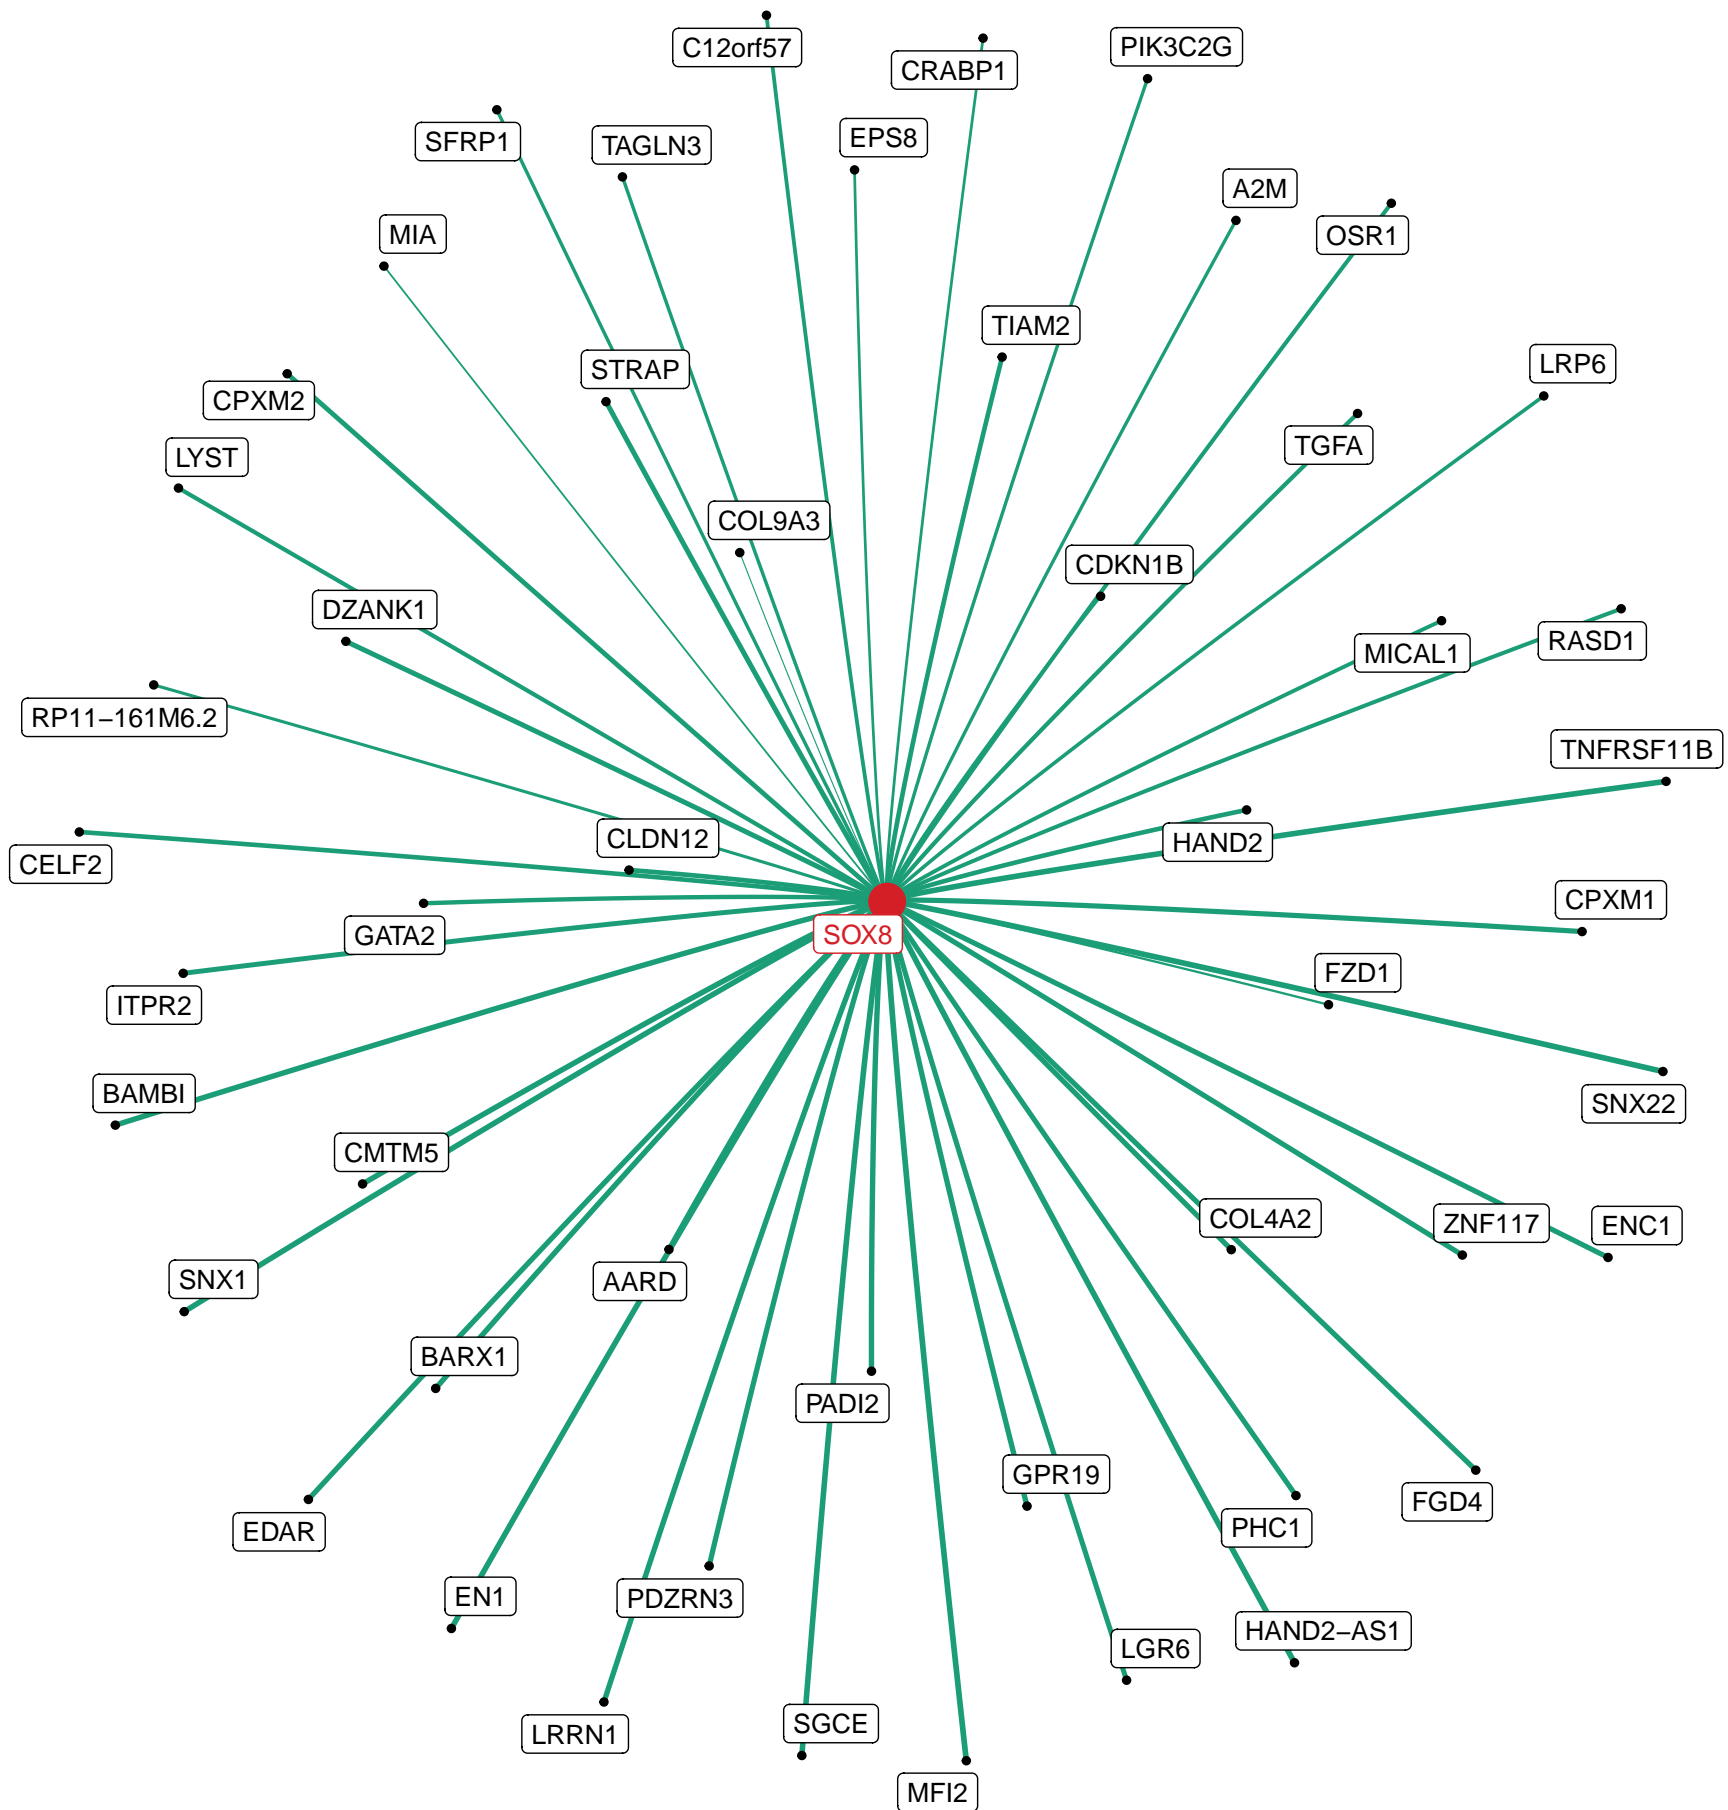 C12orf57
CRABP1
PIK3C2G
SFRP1
TAGLN3
EPS8
A2M
MIA
OSR1
TIAM2
STRAP
LRP6
CPXM2
TGFA
LYST
COL9A3
CDKN1B
DZANK1
MICAL1
RASD1
RP11−161M6.2
TNFRSF11B
CLDN12
HAND2
CELF2
CPXM1
GATA2
SOX8
FZD1
ITPR2
BAMBI
SNX22
CMTM5
COL4A2
ZNF117
ENC1
SNX1
AARD
BARX1
PADI2
GPR19
FGD4
EDAR
PHC1
EN1
PDZRN3
HAND2−AS1
LGR6
LRRN1
SGCE
MFI2